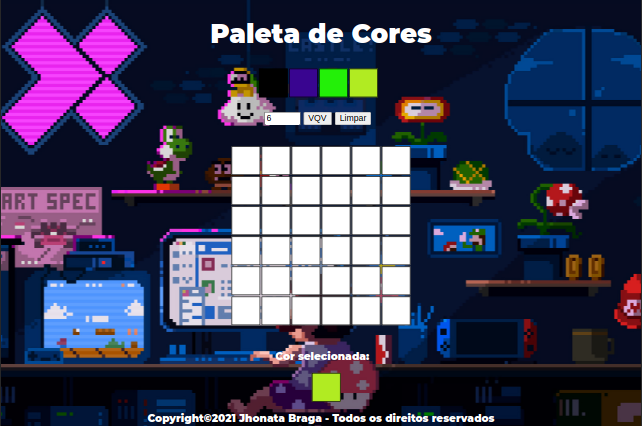 Paleta de Cores
6 VQV Limpar
ART SPEC
Cor selecionada:
Copyright©2021 Jhonata Braga - Todos os direitos reservados